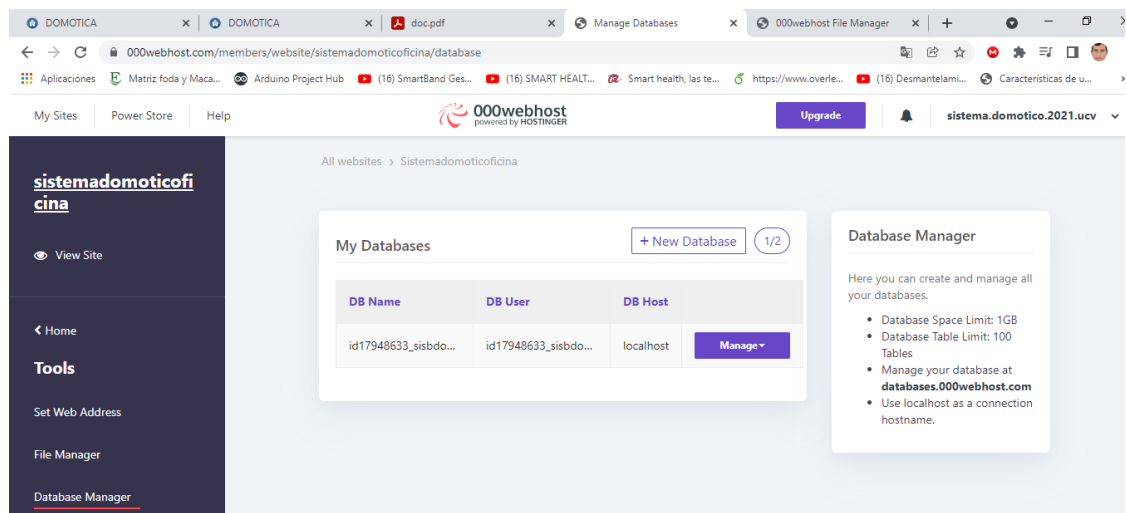 DOMOTICA
DOMOTICA
doc.pdf
Manage Databases
000webhost File Manager
000webhost.com/members/website/sistemadomoticoficina/database
Aplicaciones
Matriz foda y Maca...
Arduino Project Hub
(16) SmartBand Ges...
(16) SMART HEALT...
Smart health, las te...
https://www.overle...
(16) Desmantelami...
Características de u...
My Sites
Power Store
Help
000webhost
powered by HOSTINGER
Upgrade
sistema.domotico.2021.ucv
sistemadomoticofi
cina
View Site
Home
Tools
Set Web Address
File Manager
Database Manager
All websites > Sistemadomoticoficina
My Databases
+ New Database
1/2
DB Name
DB User
DB Host
id17948633_sisbdo...
id17948633_sisbdo...
localhost
Manage
Database Manager
Here you can create and manage all
your databases.
• Database Space Limit: 1GB
• Database Table Limit: 100
Tables
• Manage your database at
databases.000webhost.com
• Use localhost as a connection
hostname.